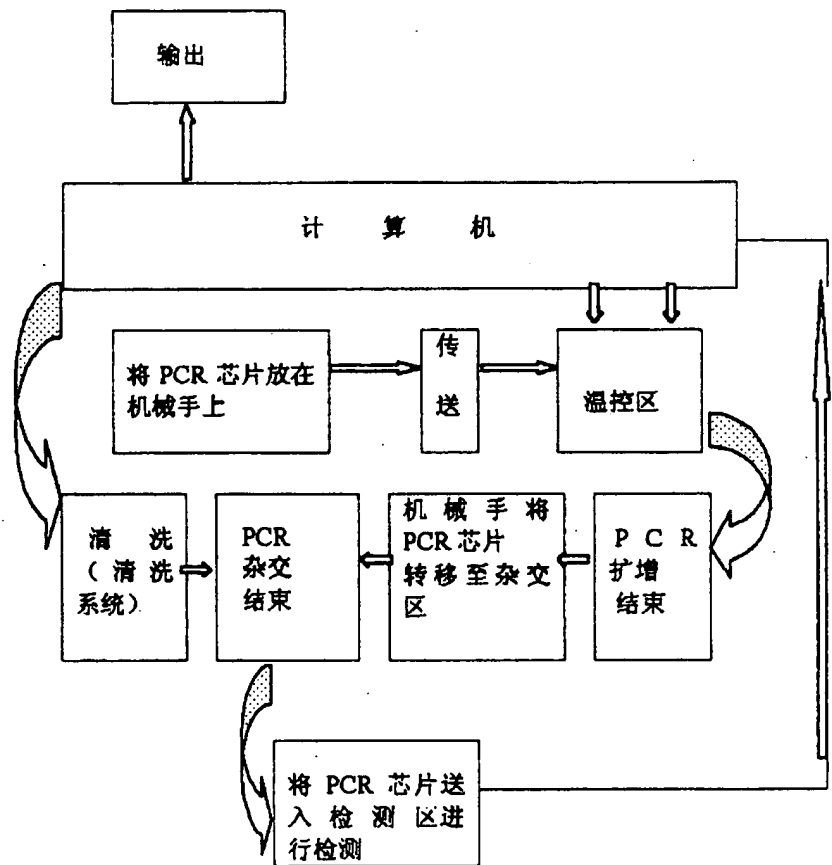 输出
计算机
将 PCR 芯片放在
机械手上
传
送
温控区
清洗
（清洗
系统）
PCR
杂交
结束
机械手将
PCR 芯片
转移至杂交
区
PCR
扩增
结束
将 PCR 芯片送
入检测区进
行检测